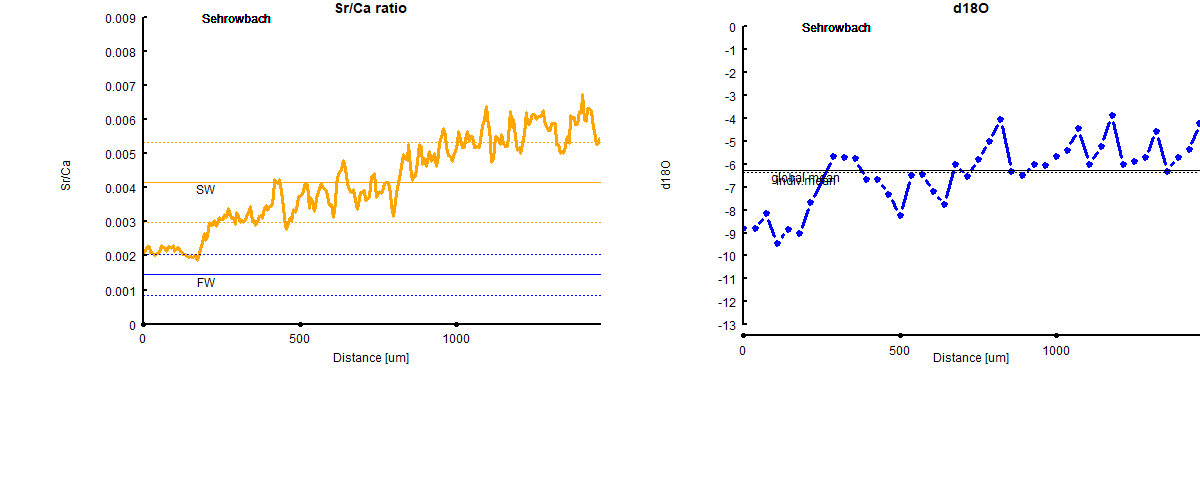 Sr/Ca ratio
Sehrowbach
0.009
0.008
0.007
0.006
0.005
0.004
0.003
0.002
0.001
0
Sr/Ca
SW
FW
0
500
1000
Distance [um]
d18O
Sehrowbach
0
-1
-2
-3
-4
-5
-6
-7
-8
-9
-10
-11
-12
-13
d18O
global mean
indiv.mean
0
500
1000
Distance [um]